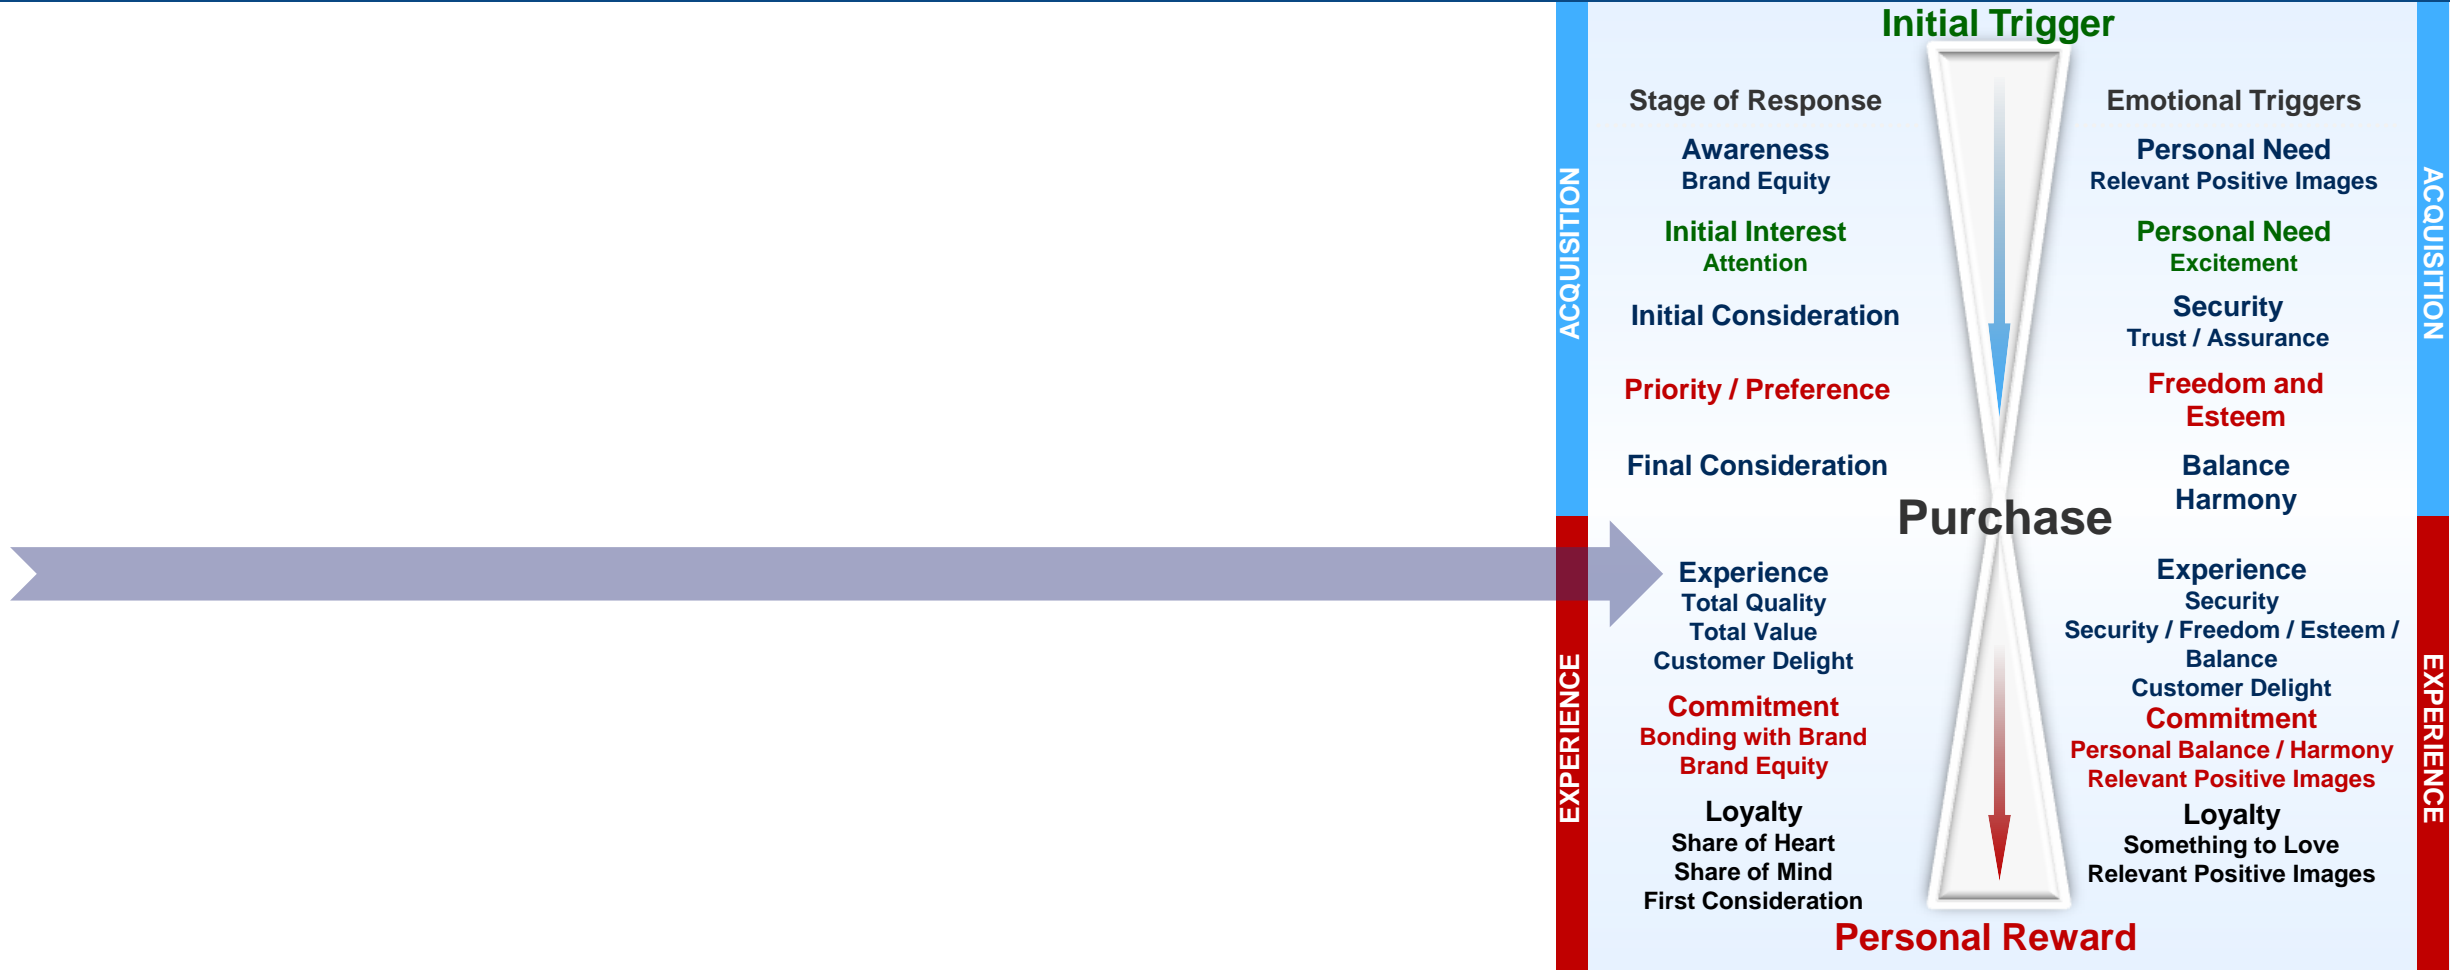 Initial Trigger
ACQUISITION
Stage of Response
Awareness
Brand Equity
Initial Interest
Attention
Initial Consideration
Priority / Preference
Final Consideration
Emotional Triggers
Personal Need
Relevant Positive Images
Personal Need
Excitement
Security
Trust / Assurance
Freedom and
Esteem
Balance
Harmony
ACQUISITION
Purchase
EXPERIENCE
Experience
Total Quality
Total Value
Customer Delight
Commitment
Bonding with Brand
Brand Equity
Loyalty
Share of Heart
Share of Mind
First Consideration
Experience
Security
Security / Freedom / Esteem /
Balance
Customer Delight
Commitment
Personal Balance / Harmony
Relevant Positive Images
Loyalty
Something to Love
Relevant Positive Images
EXPERIENCE
Personal Reward